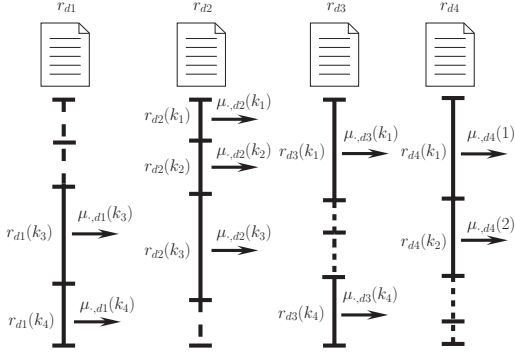 r_{d1} r_{d2} r_{d3} r_{d4}
r_{d2}(k_1) μ_{·,d2}(k_1)
r_{d3}(k_1) μ_{·,d3}(k_1)
r_{d4}(k_1) μ_{·,d4}(1)
r_{d2}(k_2) μ_{·,d2}(k_2)
r_{d1}(k_3) μ_{·,d1}(k_3)
r_{d2}(k_3) μ_{·,d2}(k_3)
r_{d4}(k_2) μ_{·,d4}(2)
r_{d1}(k_4) μ_{·,d1}(k_4)
r_{d3}(k_4) μ_{·,d3}(k_4)